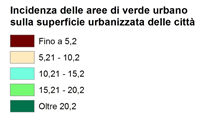 Incidenza delle aree di verde urbano
sulla superficie urbanizzata delle città
Fino a 5,2
5,21 - 10,2
10,21 - 15,2
15,21 - 20,2
Oltre 20,2